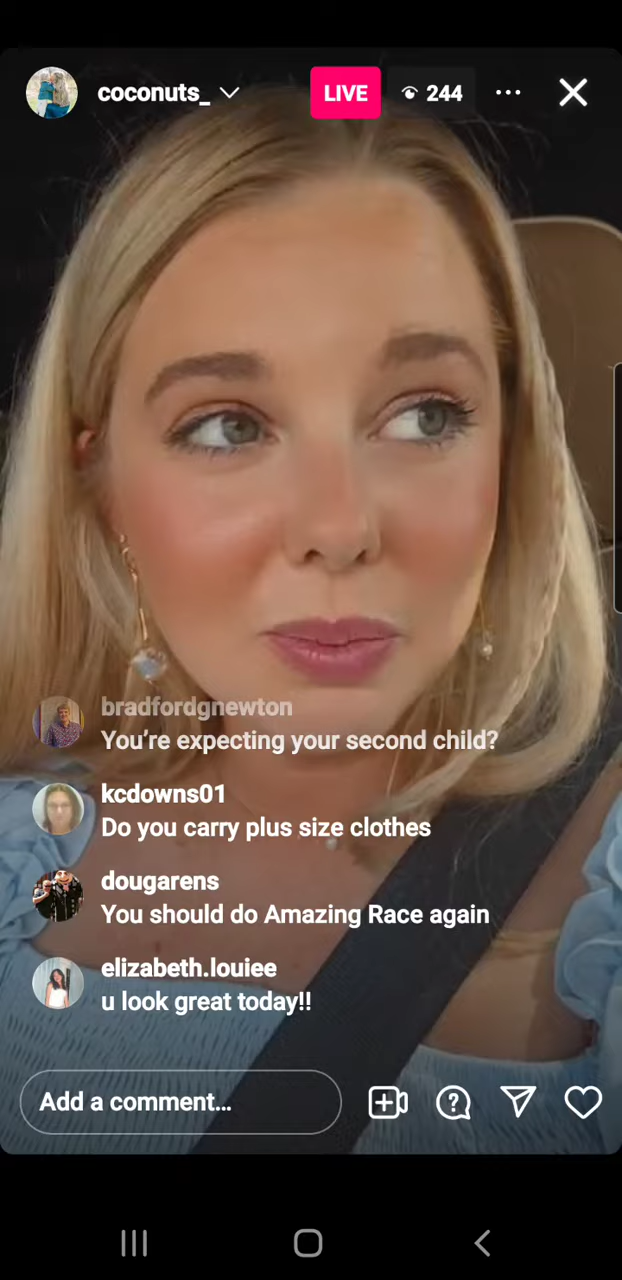 coconuts_
LIVE
244
bradfordgnewton
You're expecting your second child?
kcdowns01
Do you carry plus size clothes
dougarens
You should do Amazing Race again
elizabeth.louiee
u look great today!!
Add a comment...